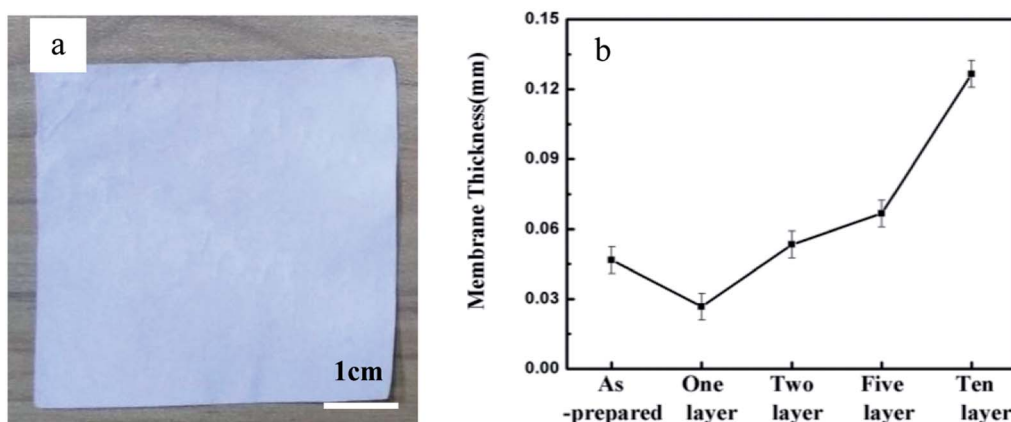 a
1cm
b
Membrane Thickness(mm)
0.15
0.12
0.09
0.06
0.03
0.00
As One Two Five Ten
-prepared layer layer layer layer